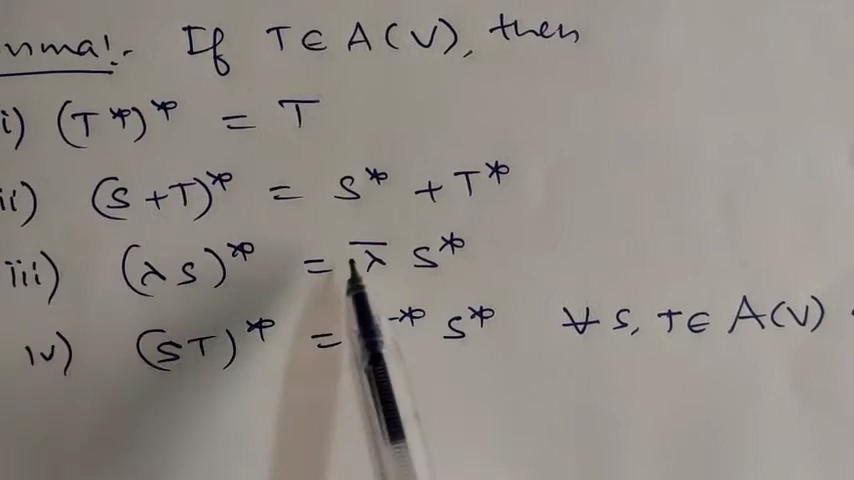 nma!. If T ∈ A(V), then
i) (T*)* = T
ii) (S+T)* = S* + T*
iii) (λS)* = λ̅ S*
iv) (ST)* = * S* ∀ S, T ∈ A(V)